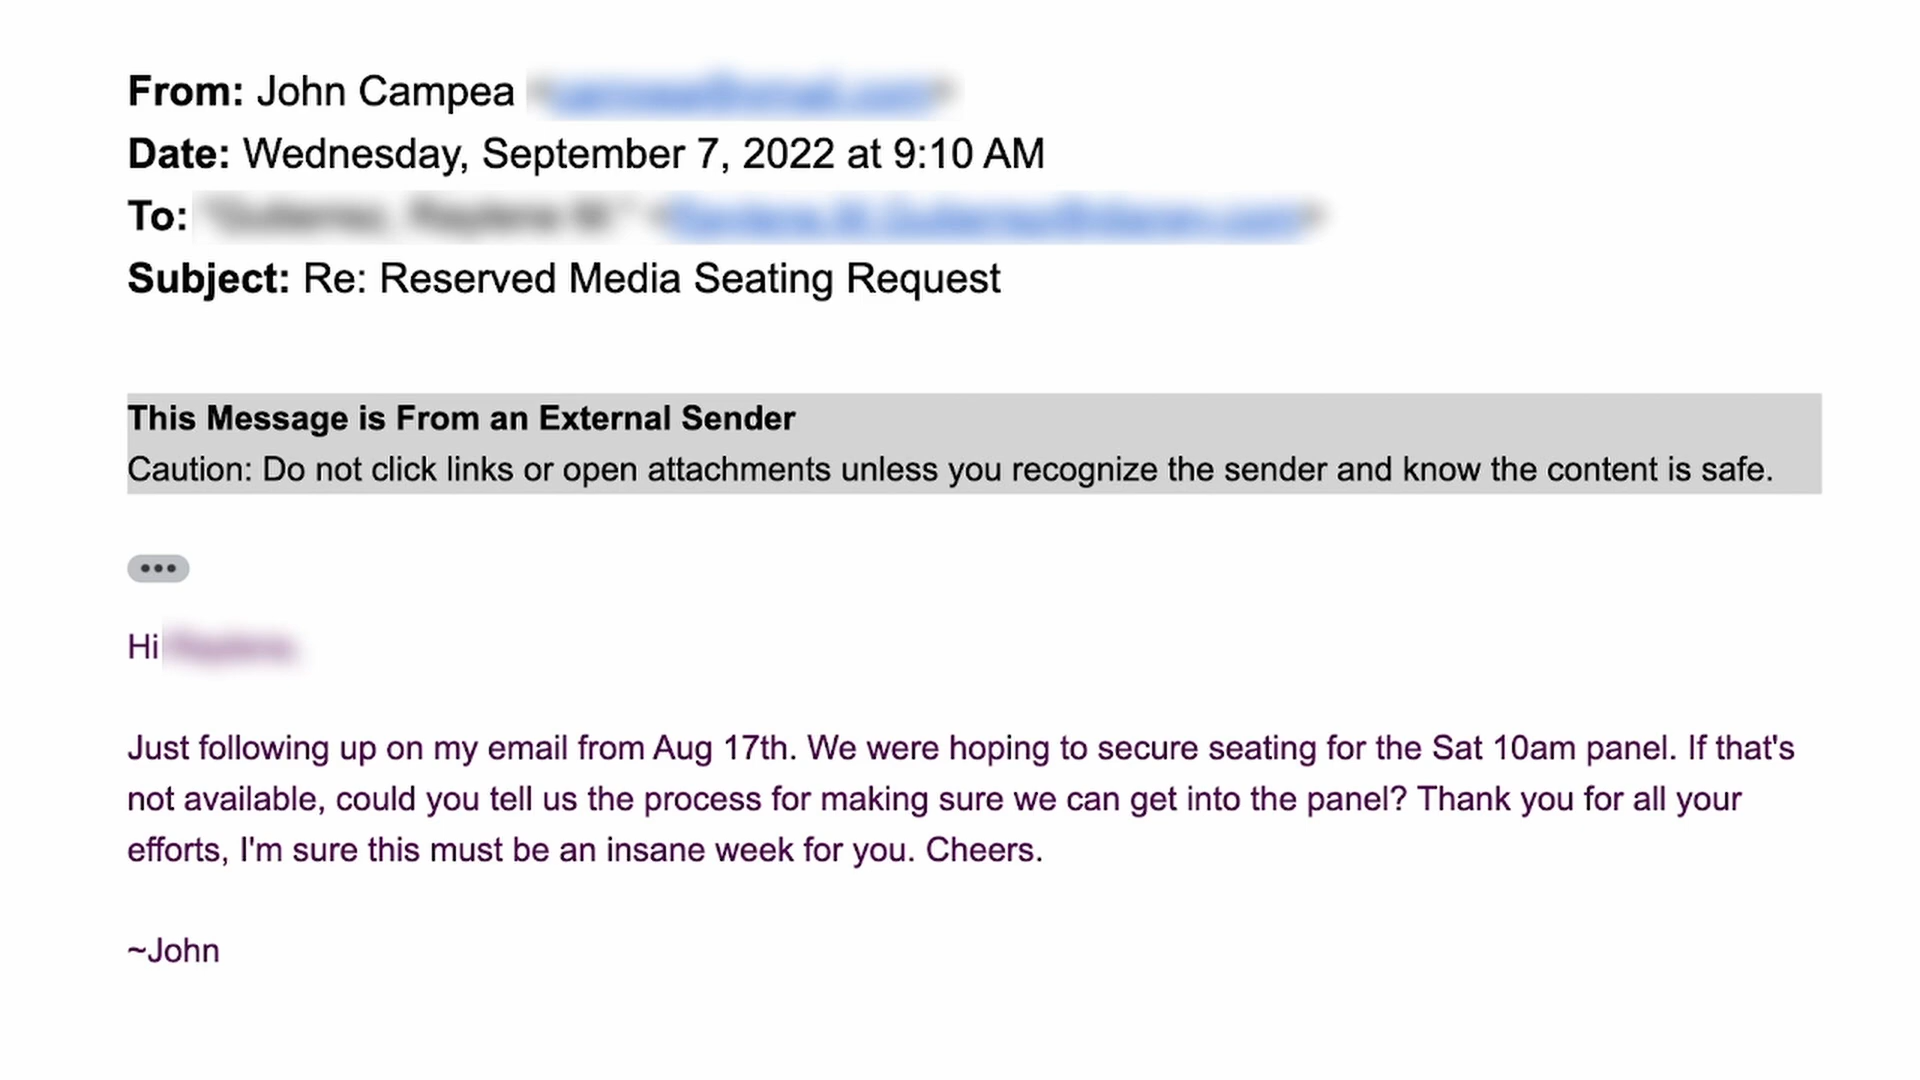 From: John Campea
Date: Wednesday, September 7, 2022 at 9:10 AM
To:
Subject: Re: Reserved Media Seating Request
This Message is From an External Sender
Caution: Do not click links or open attachments unless you recognize the sender and know the content is safe.
Hi
Just following up on my email from Aug 17th. We were hoping to secure seating for the Sat 10am panel. If that's
not available, could you tell us the process for making sure we can get into the panel? Thank you for all your
efforts, I'm sure this must be an insane week for you. Cheers.
~John